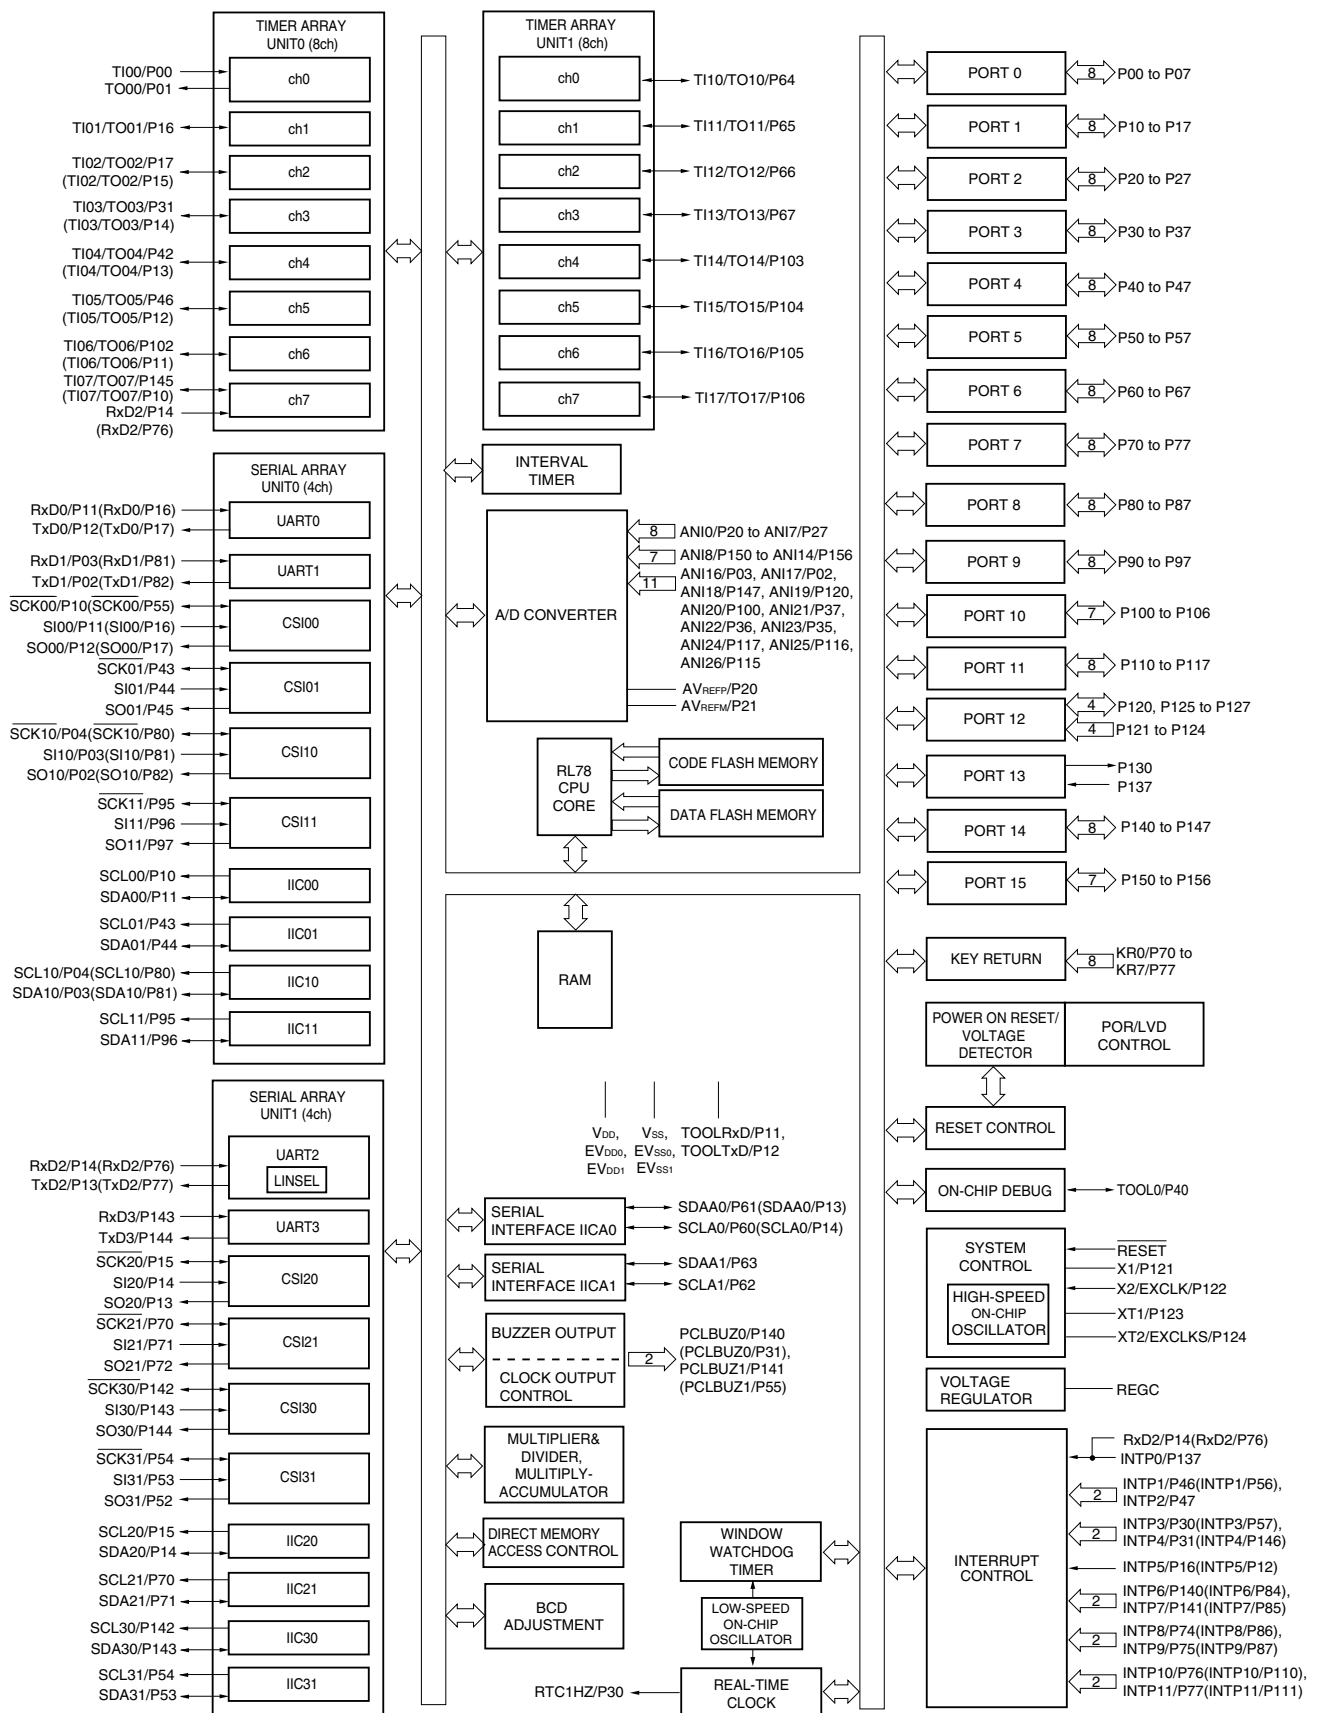 TIMER ARRAY
UNIT0 (8ch)
TI00/P00
TO00/P01
ch0
TI01/TO01/P16
ch1
TI02/TO02/P17
(TI02/TO02/P15)
ch2
TI03/TO03/P31
(TI03/TO03/P14)
ch3
TI04/TO04/P42
(TI04/TO04/P13)
ch4
TI05/TO05/P46
(TI05/TO05/P12)
ch5
TI06/TO06/P102
(TI06/TO06/P11)
ch6
TI07/TO07/P145
(TI07/TO07/P10)
RxD2/P14
(RxD2/P76)
ch7
SERIAL ARRAY
UNIT0 (4ch)
RxD0/P11(RxD0/P16)
TxD0/P12(TxD0/P17)
UART0
RxD1/P03(RxD1/P81)
TxD1/P02(TxD1/P82)
UART1
SCK00/P10(SCK00/P55)
SI00/P11(SI00/P16)
SO00/P12(SO00/P17)
CSI00
SCK01/P43
SI01/P44
SO01/P45
CSI01
SCK10/P04(SCK10/P80)
SI10/P03(SI10/P81)
SO10/P02(SO10/P82)
CSI10
SCK11/P95
SI11/P96
SO11/P97
CSI11
SCL00/P10
SDA00/P11
IIC00
SCL01/P43
SDA01/P44
IIC01
SCL10/P04(SCL10/P80)
SDA10/P03(SDA10/P81)
IIC10
SCL11/P95
SDA11/P96
IIC11
SERIAL ARRAY
UNIT1 (4ch)
RxD2/P14(RxD2/P76)
TxD2/P13(TxD2/P77)
UART2
LINSEL
RxD3/P143
TxD3/P144
UART3
SCK20/P15
SI20/P14
SO20/P13
CSI20
SCK21/P70
SI21/P71
SO21/P72
CSI21
SCK30/P142
SI30/P143
SO30/P144
CSI30
SCK31/P54
SI31/P53
SO31/P52
CSI31
SCL20/P15
SDA20/P14
IIC20
SCL21/P70
SDA21/P71
IIC21
SCL30/P142
SDA30/P143
IIC30
SCL31/P54
SDA31/P53
IIC31
TIMER ARRAY
UNIT1 (8ch)
ch0
TI10/TO10/P64
ch1
TI11/TO11/P65
ch2
TI12/TO12/P66
ch3
TI13/TO13/P67
ch4
TI14/TO14/P103
ch5
TI15/TO15/P104
ch6
TI16/TO16/P105
ch7
TI17/TO17/P106
INTERVAL
TIMER
A/D CONVERTER
8
ANI0/P20 to ANI7/P27
7
ANI8/P150 to ANI14/P156
11
ANI16/P03, ANI17/P02,
ANI18/P147, ANI19/P120,
ANI20/P100, ANI21/P37,
ANI22/P36, ANI23/P35,
ANI24/P117, ANI25/P116,
ANI26/P115
AVREFP/P20
AVREFM/P21
RL78
CPU
CORE
CODE FLASH MEMORY
DATA FLASH MEMORY
RAM
VDD,
EVDD0,
EVDD1
VSS,
EVSS0,
EVSS1
TOOLRxD/P11,
TOOLTxD/P12
SERIAL
INTERFACE IICA0
SDAA0/P61(SDAA0/P13)
SCLA0/P60(SCLA0/P14)
SERIAL
INTERFACE IICA1
SDAA1/P63
SCLA1/P62
BUZZER OUTPUT
CLOCK OUTPUT
CONTROL
2
PCLBUZ0/P140
(PCLBUZ0/P31),
PCLBUZ1/P141
(PCLBUZ1/P55)
MULTIPLIER&
DIVIDER,
MULITIPLY-
ACCUMULATOR
DIRECT MEMORY
ACCESS CONTROL
BCD
ADJUSTMENT
WINDOW
WATCHDOG
TIMER
LOW-SPEED
ON-CHIP
OSCILLATOR
RTC1HZ/P30
REAL-TIME
CLOCK
PORT 0
8
P00 to P07
PORT 1
8
P10 to P17
PORT 2
8
P20 to P27
PORT 3
8
P30 to P37
PORT 4
8
P40 to P47
PORT 5
8
P50 to P57
PORT 6
8
P60 to P67
PORT 7
8
P70 to P77
PORT 8
8
P80 to P87
PORT 9
8
P90 to P97
PORT 10
7
P100 to P106
PORT 11
8
P110 to P117
PORT 12
4
P120, P125 to P127
4
P121 to P124
PORT 13
P130
P137
PORT 14
8
P140 to P147
PORT 15
7
P150 to P156
KEY RETURN
8
KR0/P70 to
KR7/P77
POWER ON RESET/
VOLTAGE
DETECTOR
POR/LVD
CONTROL
RESET CONTROL
ON-CHIP DEBUG
TOOL0/P40
SYSTEM
CONTROL
HIGH-SPEED
ON-CHIP
OSCILLATOR
RESET
X1/P121
X2/EXCLK/P122
XT1/P123
XT2/EXCLKS/P124
VOLTAGE
REGULATOR
REGC
INTERRUPT
CONTROL
RxD2/P14(RxD2/P76)
INTP0/P137
2
INTP1/P46(INTP1/P56),
INTP2/P47
2
INTP3/P30(INTP3/P57),
INTP4/P31(INTP4/P146)
INTP5/P16(INTP5/P12)
2
INTP6/P140(INTP6/P84),
INTP7/P141(INTP7/P85)
2
INTP8/P74(INTP8/P86),
INTP9/P75(INTP9/P87)
2
INTP10/P76(INTP10/P110),
INTP11/P77(INTP11/P111)